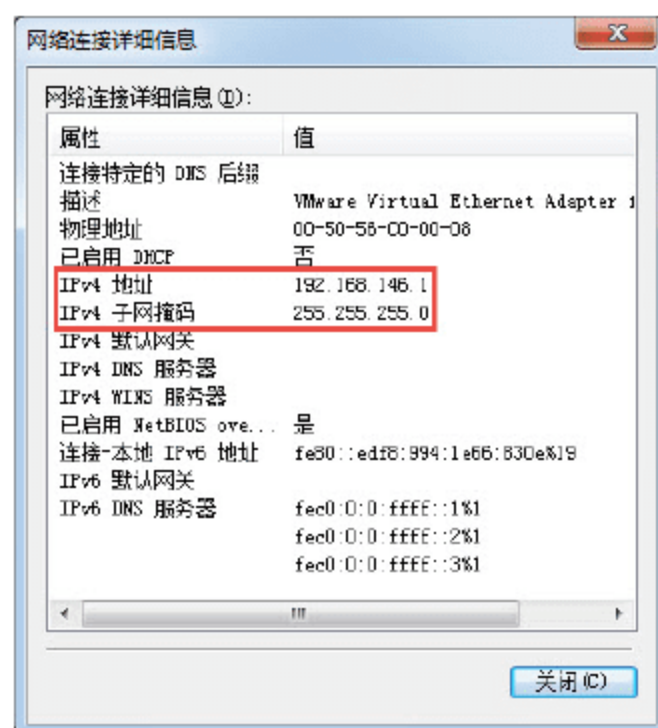 网络连接详细信息
网络连接详细信息(D):
属性 值
连接特定的 DNS 后缀
描述 VMware Virtual Ethernet Adapter
物理地址 00-50-56-C0-00-08
已启用 DHCP 否
IPv4 地址 192.168.146.1
IPv4 子网掩码 255.255.255.0
IPv4 默认网关
IPv4 DNS 服务器
IPv4 WINS 服务器
已启用 NetBIOS ove... 是
连接-本地 IPv6 地址 fe80::edf8:994:1e66:830e%19
IPv6 默认网关
IPv6 DNS 服务器 fec0:0:0:ffff::1%1
fec0:0:0:ffff::2%1
fec0:0:0:ffff::3%1
关闭(C)